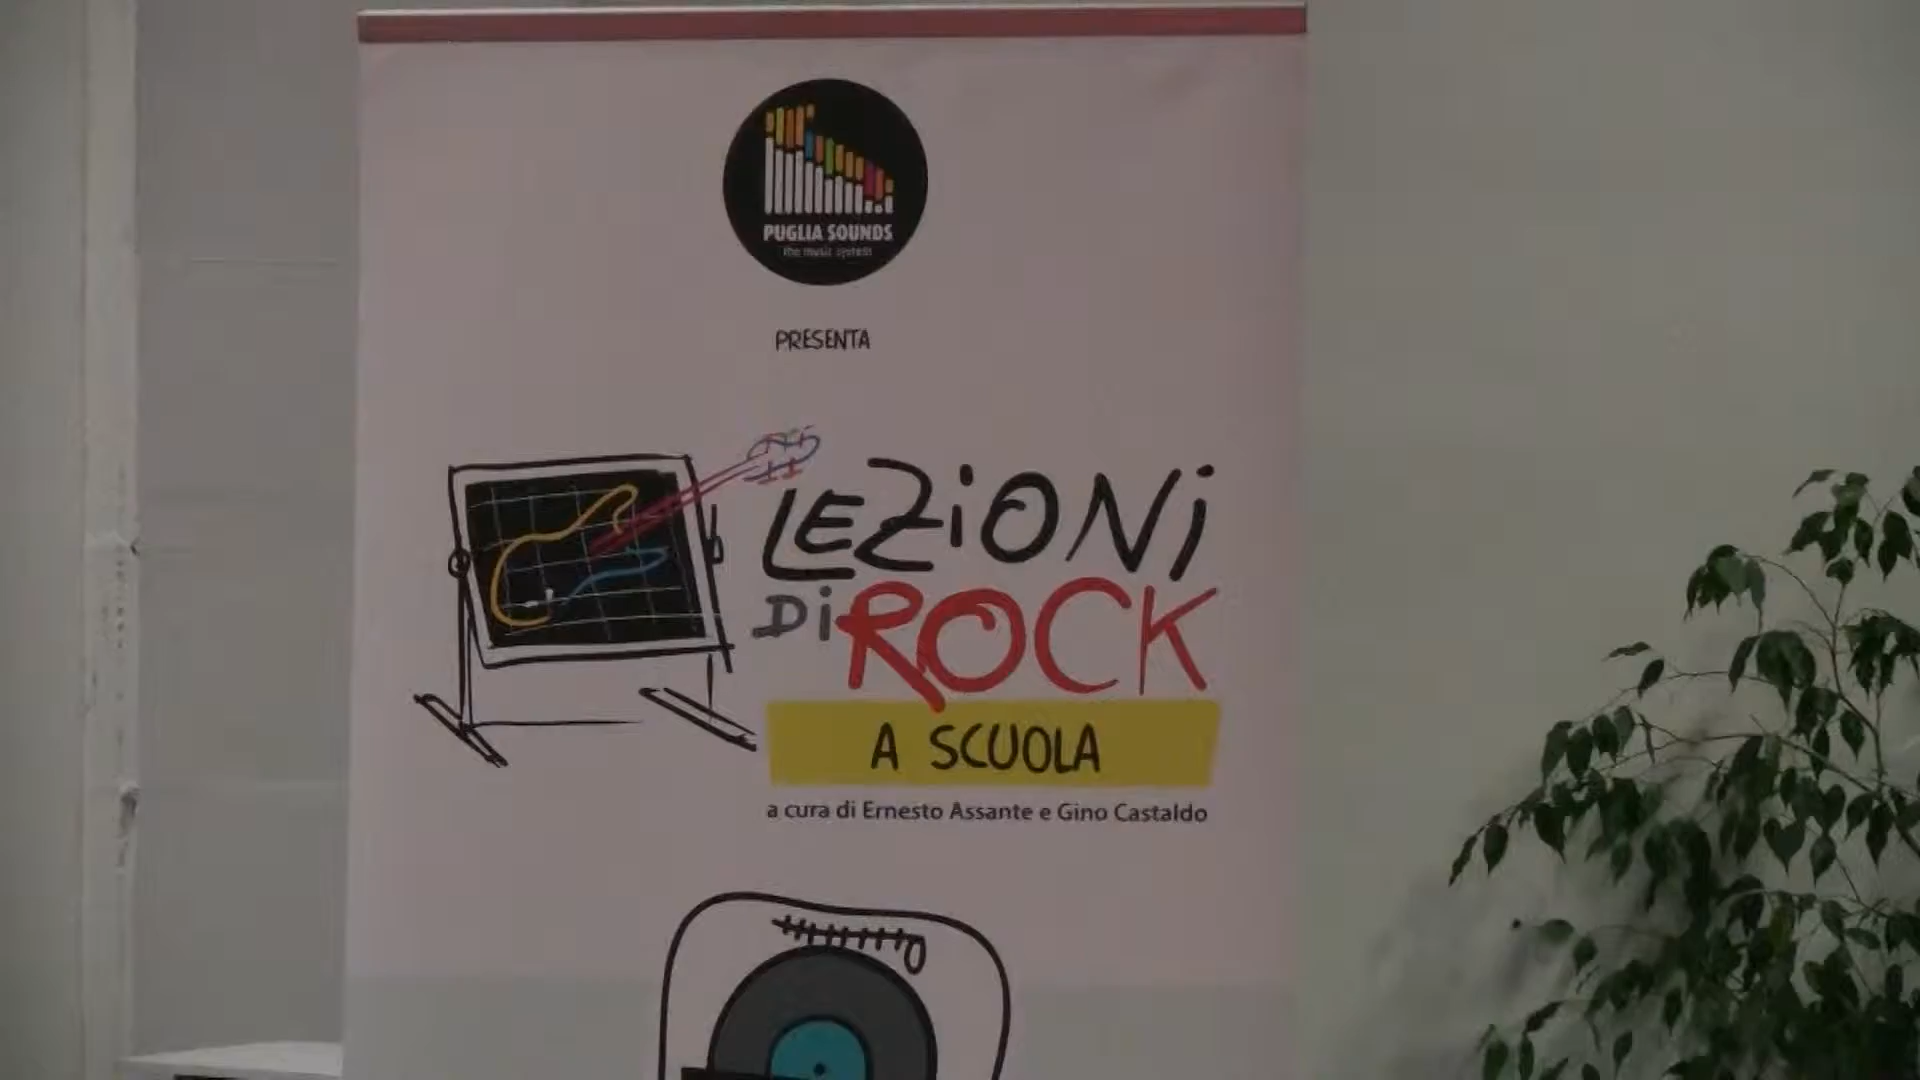 PUGLIA SOUNDS
the music system
PRESENTA
LEZIONI
Di ROCK
A SCUOLA
a cura di Ernesto Assante e Gino Castaldo